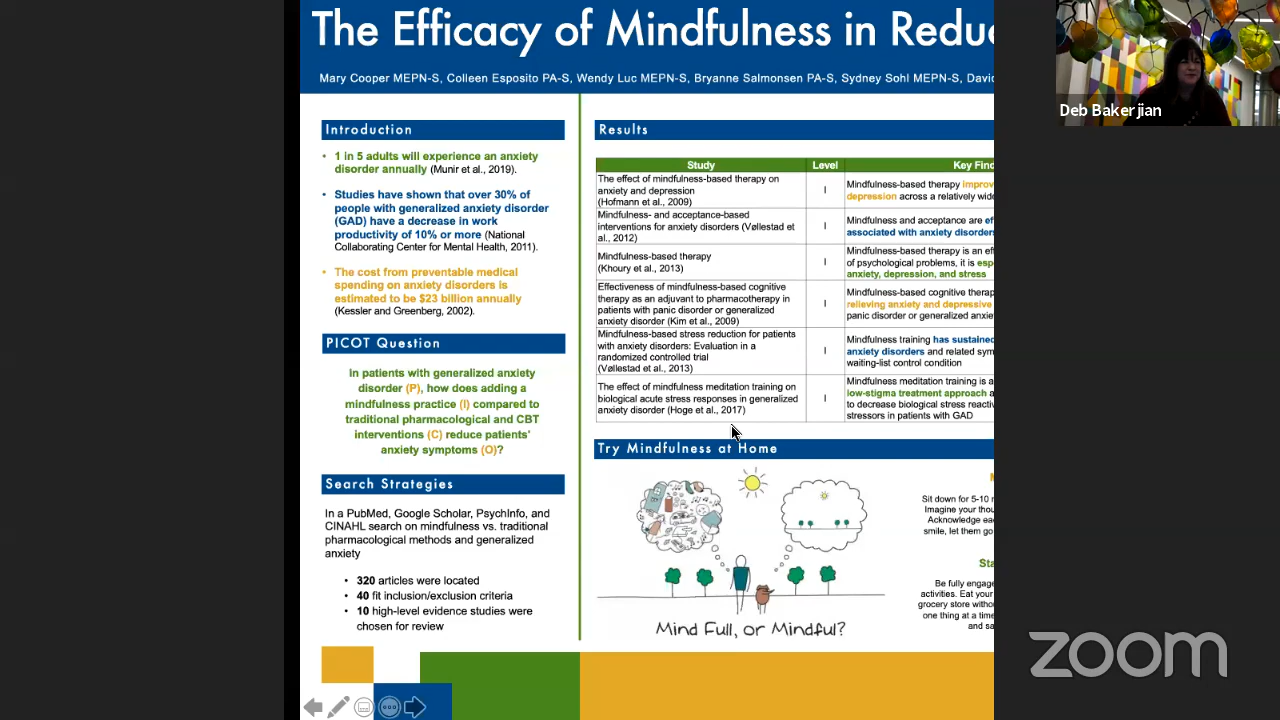 The Efficacy of Mindfulness in Redu
Mary Cooper MEPN-S, Colleen Esposito PA-S, Wendy Luc MEPN-S, Bryanne Salmonsen PA-S, Sydney Sohl MEPN-S, David
Deb Bakerjian
Introduction
• 1 in 5 adults will experience an anxiety
disorder annually (Munir et al., 2019).
• Studies have shown that over 30% of
people with generalized anxiety disorder
(GAD) have a decrease in work
productivity of 10% or more (National
Collaborating Center for Mental Health, 2011).
• The cost from preventable medical
spending on anxiety disorders is
estimated to be $23 billion annually
(Kessler and Greenberg, 2002).
PICOT Question
In patients with generalized anxiety
disorder (P), how does adding a
mindfulness practice (I) compared to
traditional pharmacological and CBT
interventions (C) reduce patients'
anxiety symptoms (O)?
Search Strategies
In a PubMed, Google Scholar, PsychInfo, and
CINAHL search on mindfulness vs. traditional
pharmacological methods and generalized
anxiety
• 320 articles were located
• 40 fit inclusion/exclusion criteria
• 10 high-level evidence studies were
chosen for review
Results
Study Level Key Find
The effect of mindfulness-based therapy on
anxiety and depression
(Hofmann et al., 2009)
I
Mindfulness-based therapy improv
depression across a relatively wide
Mindfulness- and acceptance-based
interventions for anxiety disorders (Vøllestad et
al., 2012)
I
Mindfulness and acceptance are ef
associated with anxiety disorders
Mindfulness-based therapy
(Khoury et al., 2013)
I
Mindfulness-based therapy is an ef
of psychological problems, it is esp
anxiety, depression, and stress
Effectiveness of mindfulness-based cognitive
therapy as an adjuvant to pharmacotherapy in
patients with panic disorder or generalized
anxiety disorder (Kim et al., 2009)
I
Mindfulness-based cognitive therap
relieving anxiety and depressive
panic disorder or generalized anxie
Mindfulness-based stress reduction for patients
with anxiety disorders: Evaluation in a
randomized controlled trial
(Vøllestad et al., 2013)
I
Mindfulness training has sustained
anxiety disorders and related sym
waiting-list control condition
The effect of mindfulness meditation training on
biological acute stress responses in generalized
anxiety disorder (Hoge et al., 2017)
I
Mindfulness meditation training is a
low-stigma treatment approach a
to decrease biological stress reactiv
stressors in patients with GAD
Try Mindfulness at Home
M
Sit down for 5-10 m
Imagine your thou
Acknowledge eac
smile, let them go
Sta
Be fully engage
activities. Eat your
grocery store withou
one thing at a time
and sa
Mind Full, or Mindful?
zoom